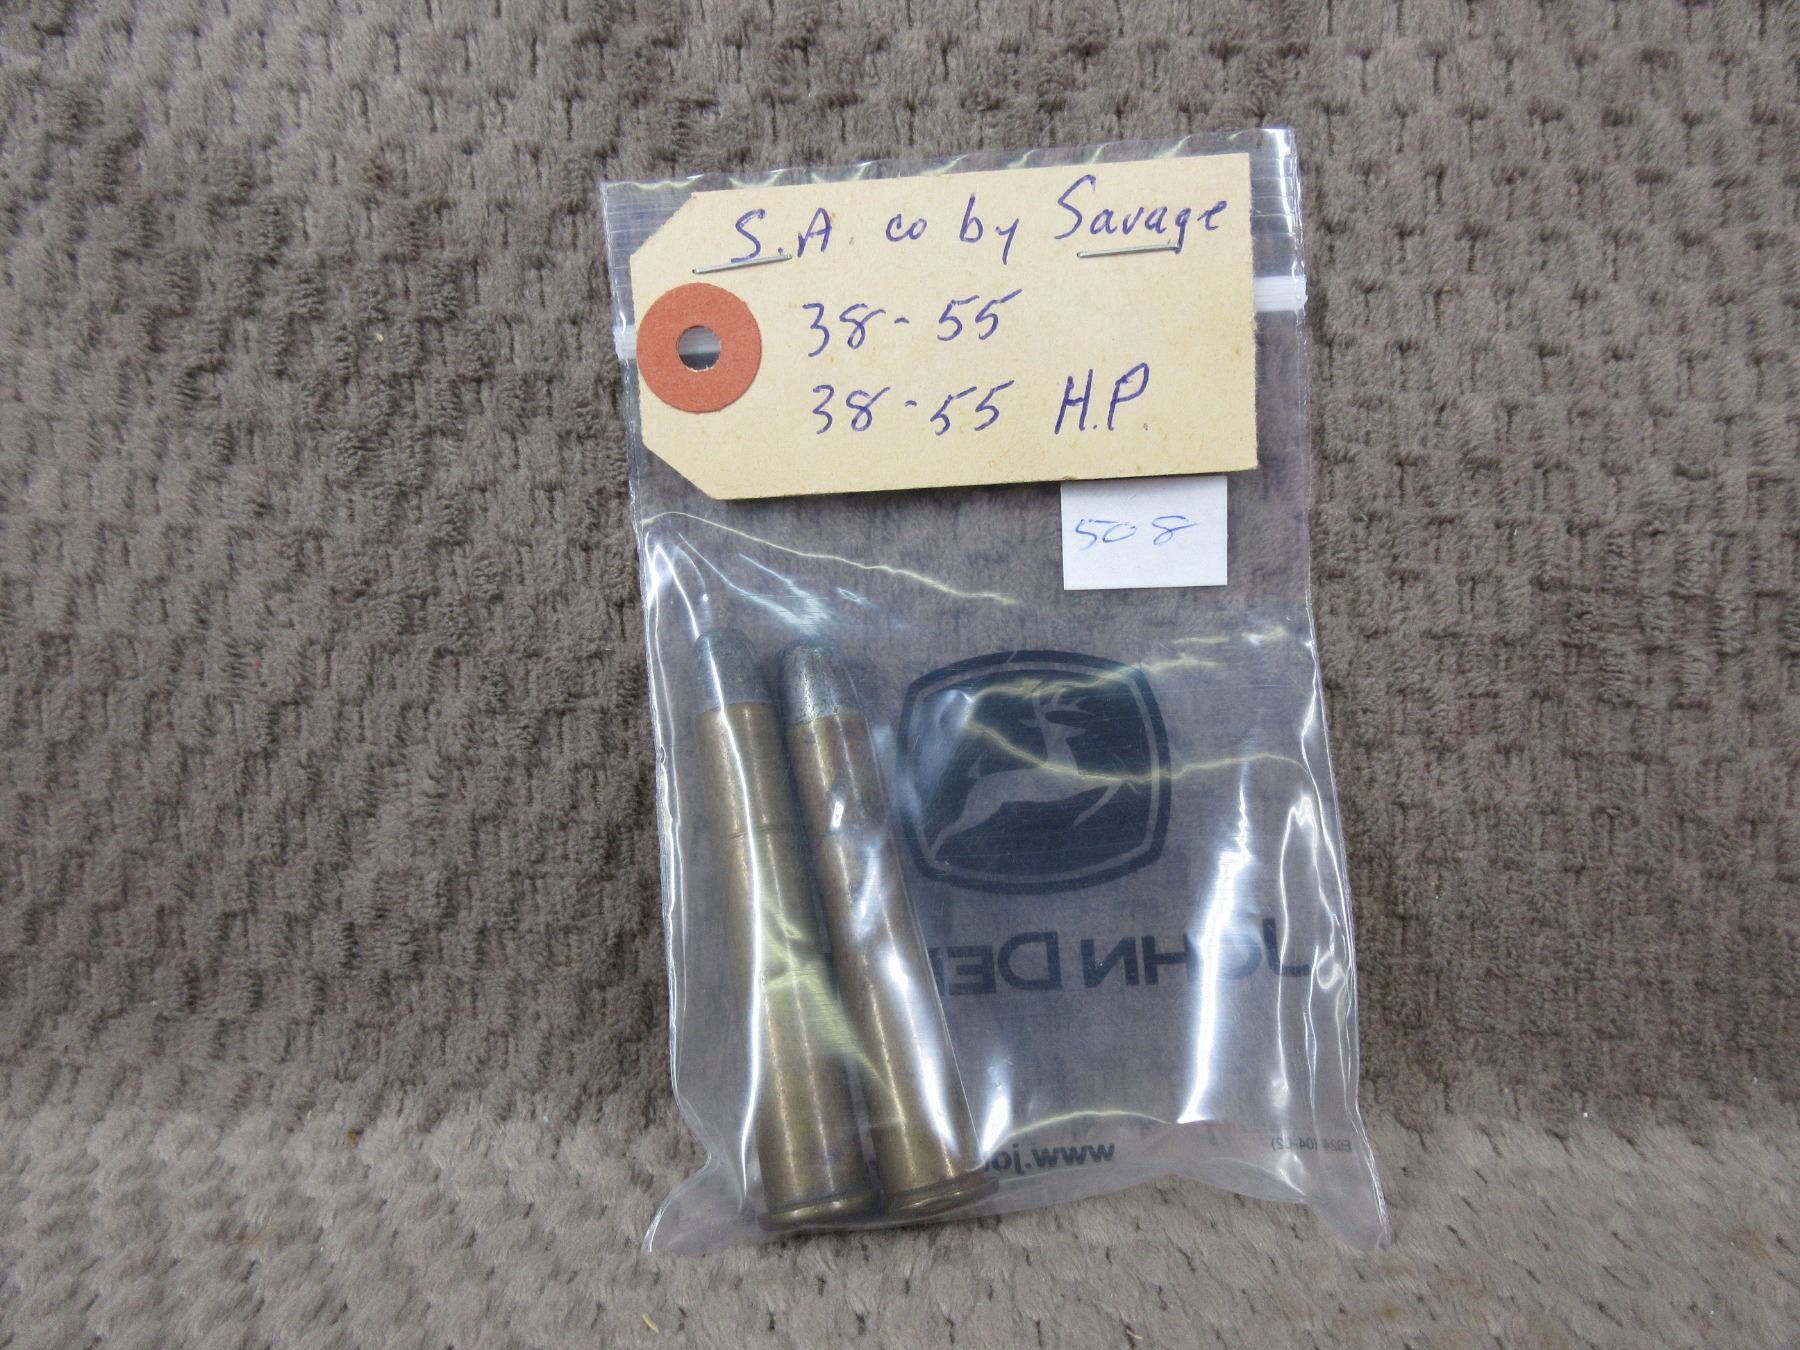 S.A. co by Savage
38-55
38-55 H.P.
508
JOHN DE
www.jo